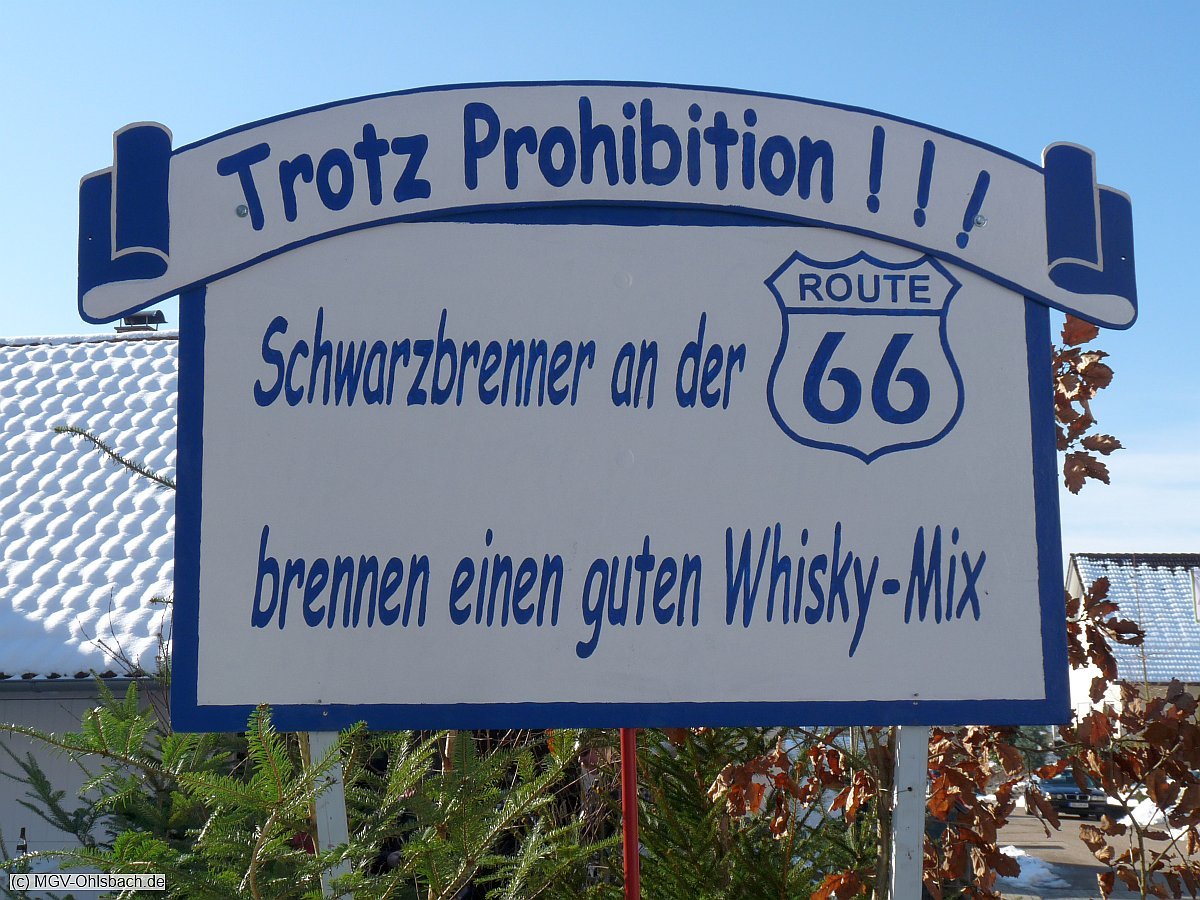 Trotz Prohibition ! ! !
Schwarzbrenner an der
ROUTE
66
brennen einen guten Whisky-Mix
(c) MGV-Ohlsbach.de